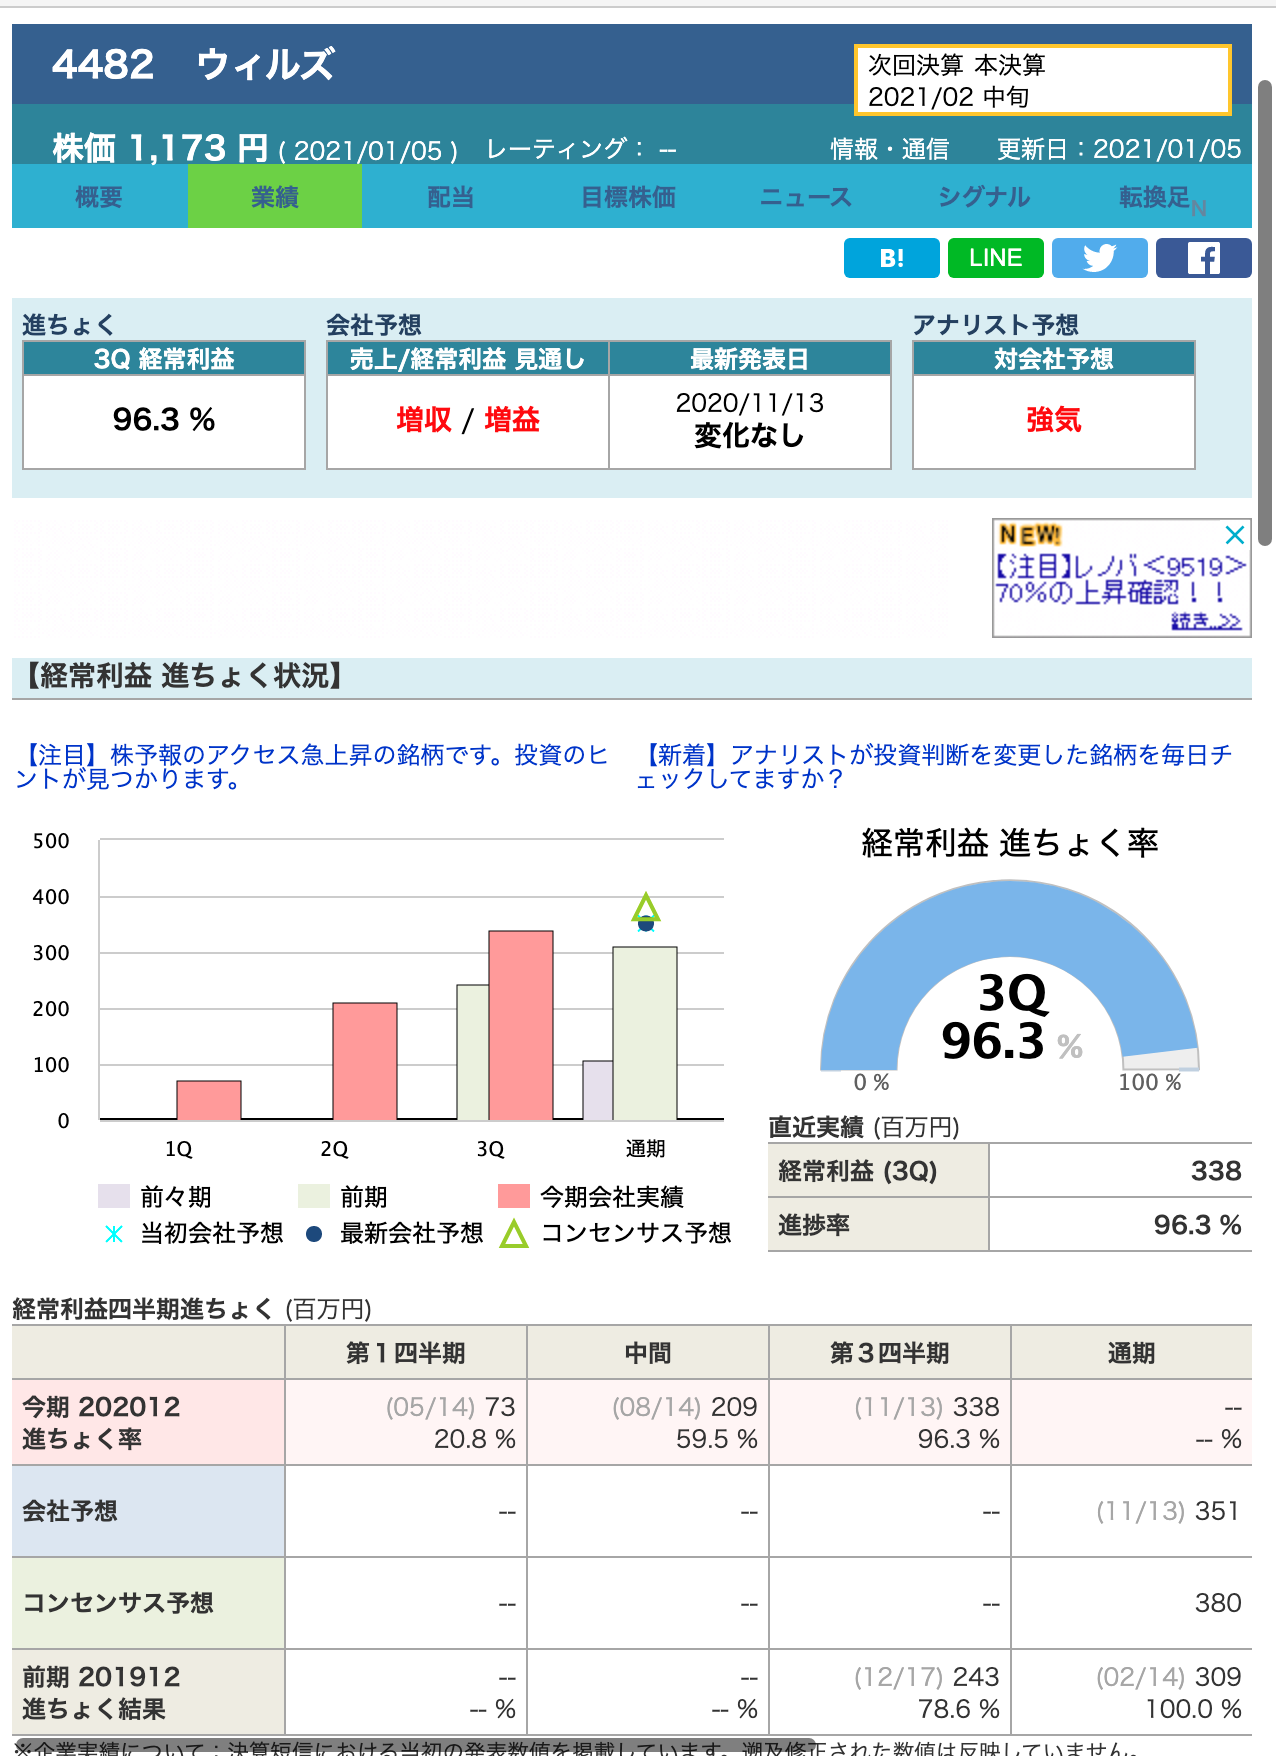 4482 ウィルズ
次回決算 本決算
2021/02 中旬
株価 1,173 円 ( 2021/01/05 ) レーティング： -- 情報・通信 更新日：2021/01/05
概要 業績 配当 目標株価 ニュース シグナル 転換足N
B! LINE
進ちょく 会社予想 アナリスト予想
3Q 経常利益 売上/経常利益 見通し 最新発表日 対会社予想
96.3 % 増収 / 増益 2020/11/13 強気
変化なし
NEW!
【注目】レノバ<9519>
70%の上昇確認！！
続き..>>
【経常利益 進ちょく状況】
【注目】株予報のアクセス急上昇の銘柄です。投資のヒ
ントが見つかります。
【新着】アナリストが投資判断を変更した銘柄を毎日チ
ェックしてますか？
500
400
300
200
100
0
1Q 2Q 3Q 通期
前々期 前期 今期会社実績
当初会社予想 最新会社予想 コンセンサス予想
経常利益 進ちょく率
3Q
96.3 %
0 % 100 %
直近実績 (百万円)
経常利益 (3Q) 338
進捗率 96.3 %
経常利益四半期進ちょく (百万円)
第１四半期 中間 第３四半期 通期
今期 202012 (05/14) 73 (08/14) 209 (11/13) 338 --
進ちょく率 20.8 % 59.5 % 96.3 % -- %
会社予想 -- -- -- (11/13) 351
コンセンサス予想 -- -- -- 380
前期 201912 -- -- (12/17) 243 (02/14) 309
進ちょく結果 -- % -- % 78.6 % 100.0 %
※企業実績について：決算短信における当初の発表数値を掲載しています。遡及修正された数値は反映していません。